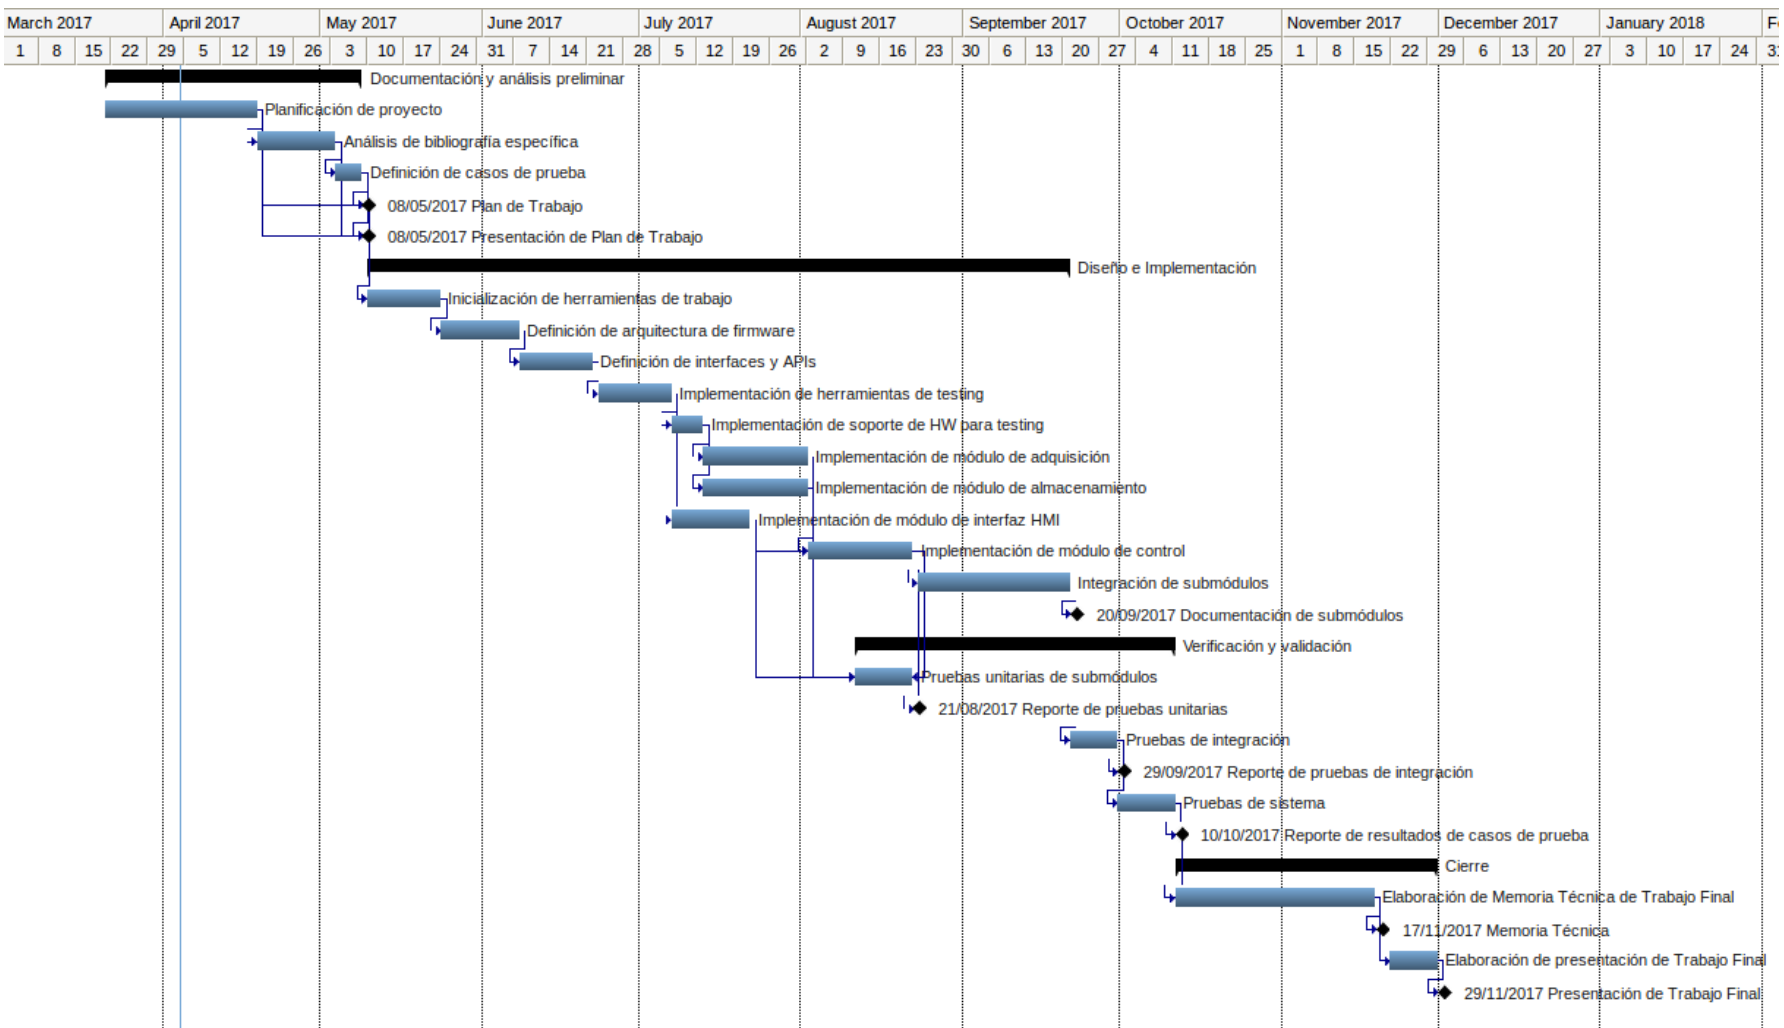 March 2017 April 2017 May 2017 June 2017 July 2017 August 2017 September 2017 October 2017 November 2017 December 2017 January 2018 F
1 8 15 22 29 5 12 19 26 3 10 17 24 31 7 14 21 28 5 12 19 26 2 9 16 23 30 6 13 20 27 4 11 18 25 1 8 15 22 29 6 13 20 27 3 10 17 24 31
Documentación y análisis preliminar
Planificación de proyecto
Análisis de bibliografía específica
Definición de casos de prueba
08/05/2017 Plan de Trabajo
08/05/2017 Presentación de Plan de Trabajo
Diseño e Implementación
Inicialización de herramientas de trabajo
Definición de arquitectura de firmware
Definición de interfaces y APIs
Implementación de herramientas de testing
Implementación de soporte de HW para testing
Implementación de módulo de adquisición
Implementación de módulo de almacenamiento
Implementación de módulo de interfaz HMI
Implementación de módulo de control
Integración de submódulos
20/09/2017 Documentación de submódulos
Verificación y validación
Pruebas unitarias de submódulos
21/08/2017 Reporte de pruebas unitarias
Pruebas de integración
29/09/2017 Reporte de pruebas de integración
Pruebas de sistema
10/10/2017 Reporte de resultados de casos de prueba
Cierre
Elaboración de Memoria Técnica de Trabajo Final
17/11/2017 Memoria Técnica
Elaboración de presentación de Trabajo Final
29/11/2017 Presentación de Trabajo Final